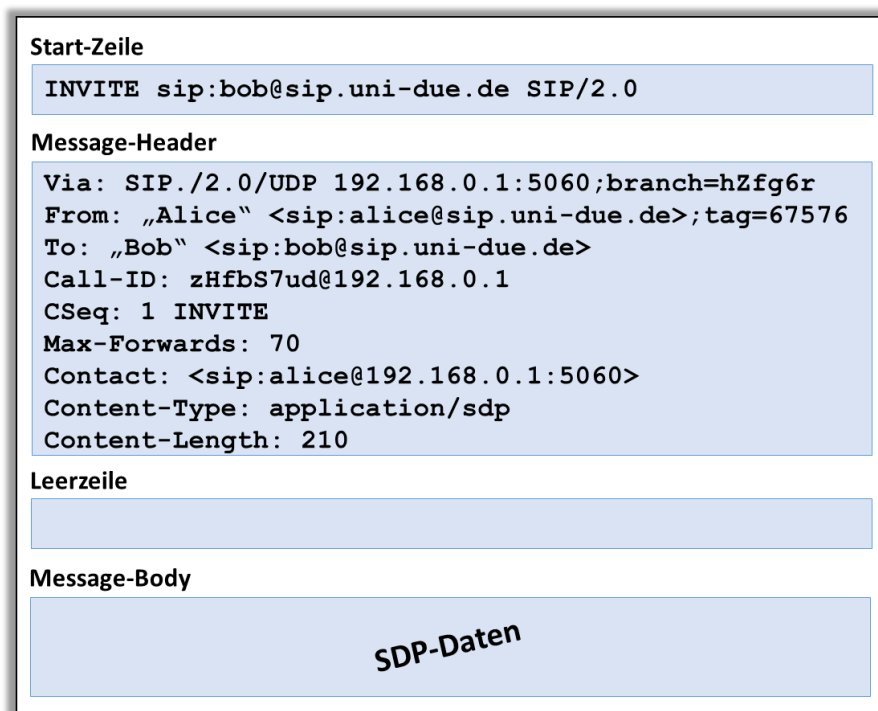 Start-Zeile
INVITE sip:bob@sip.uni-due.de SIP/2.0
Message-Header
Via: SIP./2.0/UDP 192.168.0.1:5060;branch=hZfg6r
From: „Alice“ <sip:alice@sip.uni-due.de>;tag=67576
To: „Bob“ <sip:bob@sip.uni-due.de>
Call-ID: zHfbS7ud@192.168.0.1
CSeq: 1 INVITE
Max-Forwards: 70
Contact: <sip:alice@192.168.0.1:5060>
Content-Type: application/sdp
Content-Length: 210
Leerzeile
Message-Body
SDP-Daten